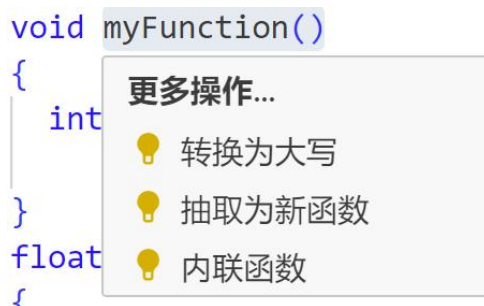 void myFunction()
{
更多操作...
int
转换为大写
抽取为新函数
}
float
内联函数
{